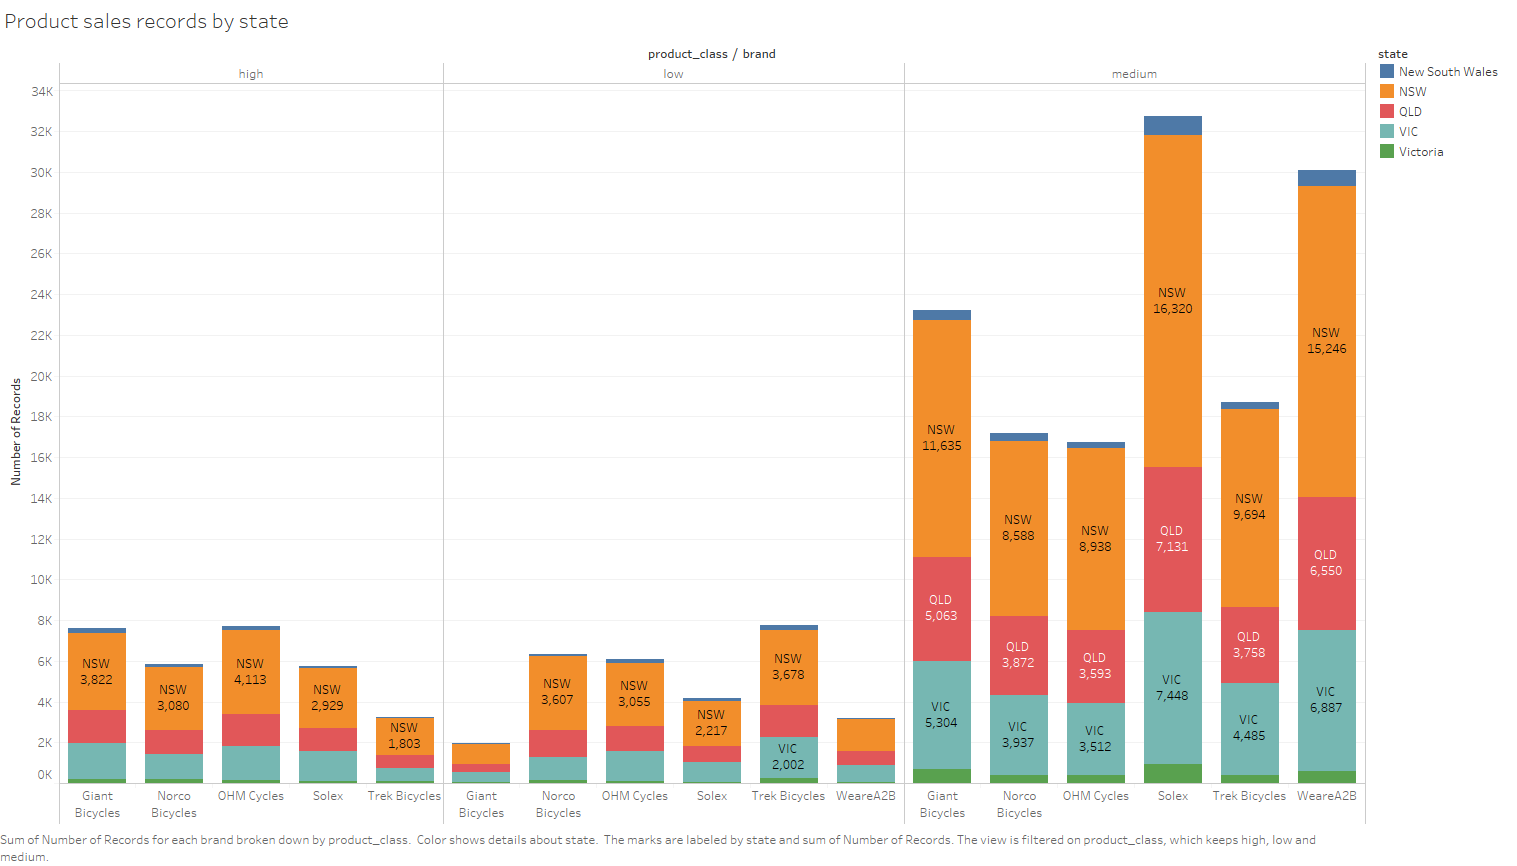 Product sales records by state
product_class / brand
high
low
medium
state
New South Wales
NSW
QLD
VIC
Victoria
Number of Records
34K
32K
30K
28K
26K
24K
22K
20K
18K
16K
14K
12K
10K
8K
6K
4K
2K
0K
NSW
3,822
NSW
3,080
NSW
4,113
NSW
2,929
NSW
1,803
NSW
3,607
NSW
3,055
NSW
2,217
NSW
3,678
VIC
2,002
NSW
11,635
QLD
5,063
VIC
5,304
NSW
8,588
QLD
3,872
VIC
3,937
NSW
8,938
QLD
3,593
VIC
3,512
NSW
16,320
QLD
7,131
VIC
7,448
NSW
9,694
QLD
3,758
VIC
4,485
NSW
15,246
QLD
6,550
VIC
6,887
Giant
Bicycles
Norco
Bicycles
OHM Cycles
Solex
Trek Bicycles
Giant
Bicycles
Norco
Bicycles
OHM Cycles
Solex
Trek Bicycles
WeareA2B
Giant
Bicycles
Norco
Bicycles
OHM Cycles
Solex
Trek Bicycles
WeareA2B
Sum of Number of Records for each brand broken down by product_class.  Color shows details about state.  The marks are labeled by state and sum of Number of Records. The view is filtered on product_class, which keeps high, low and
medium.